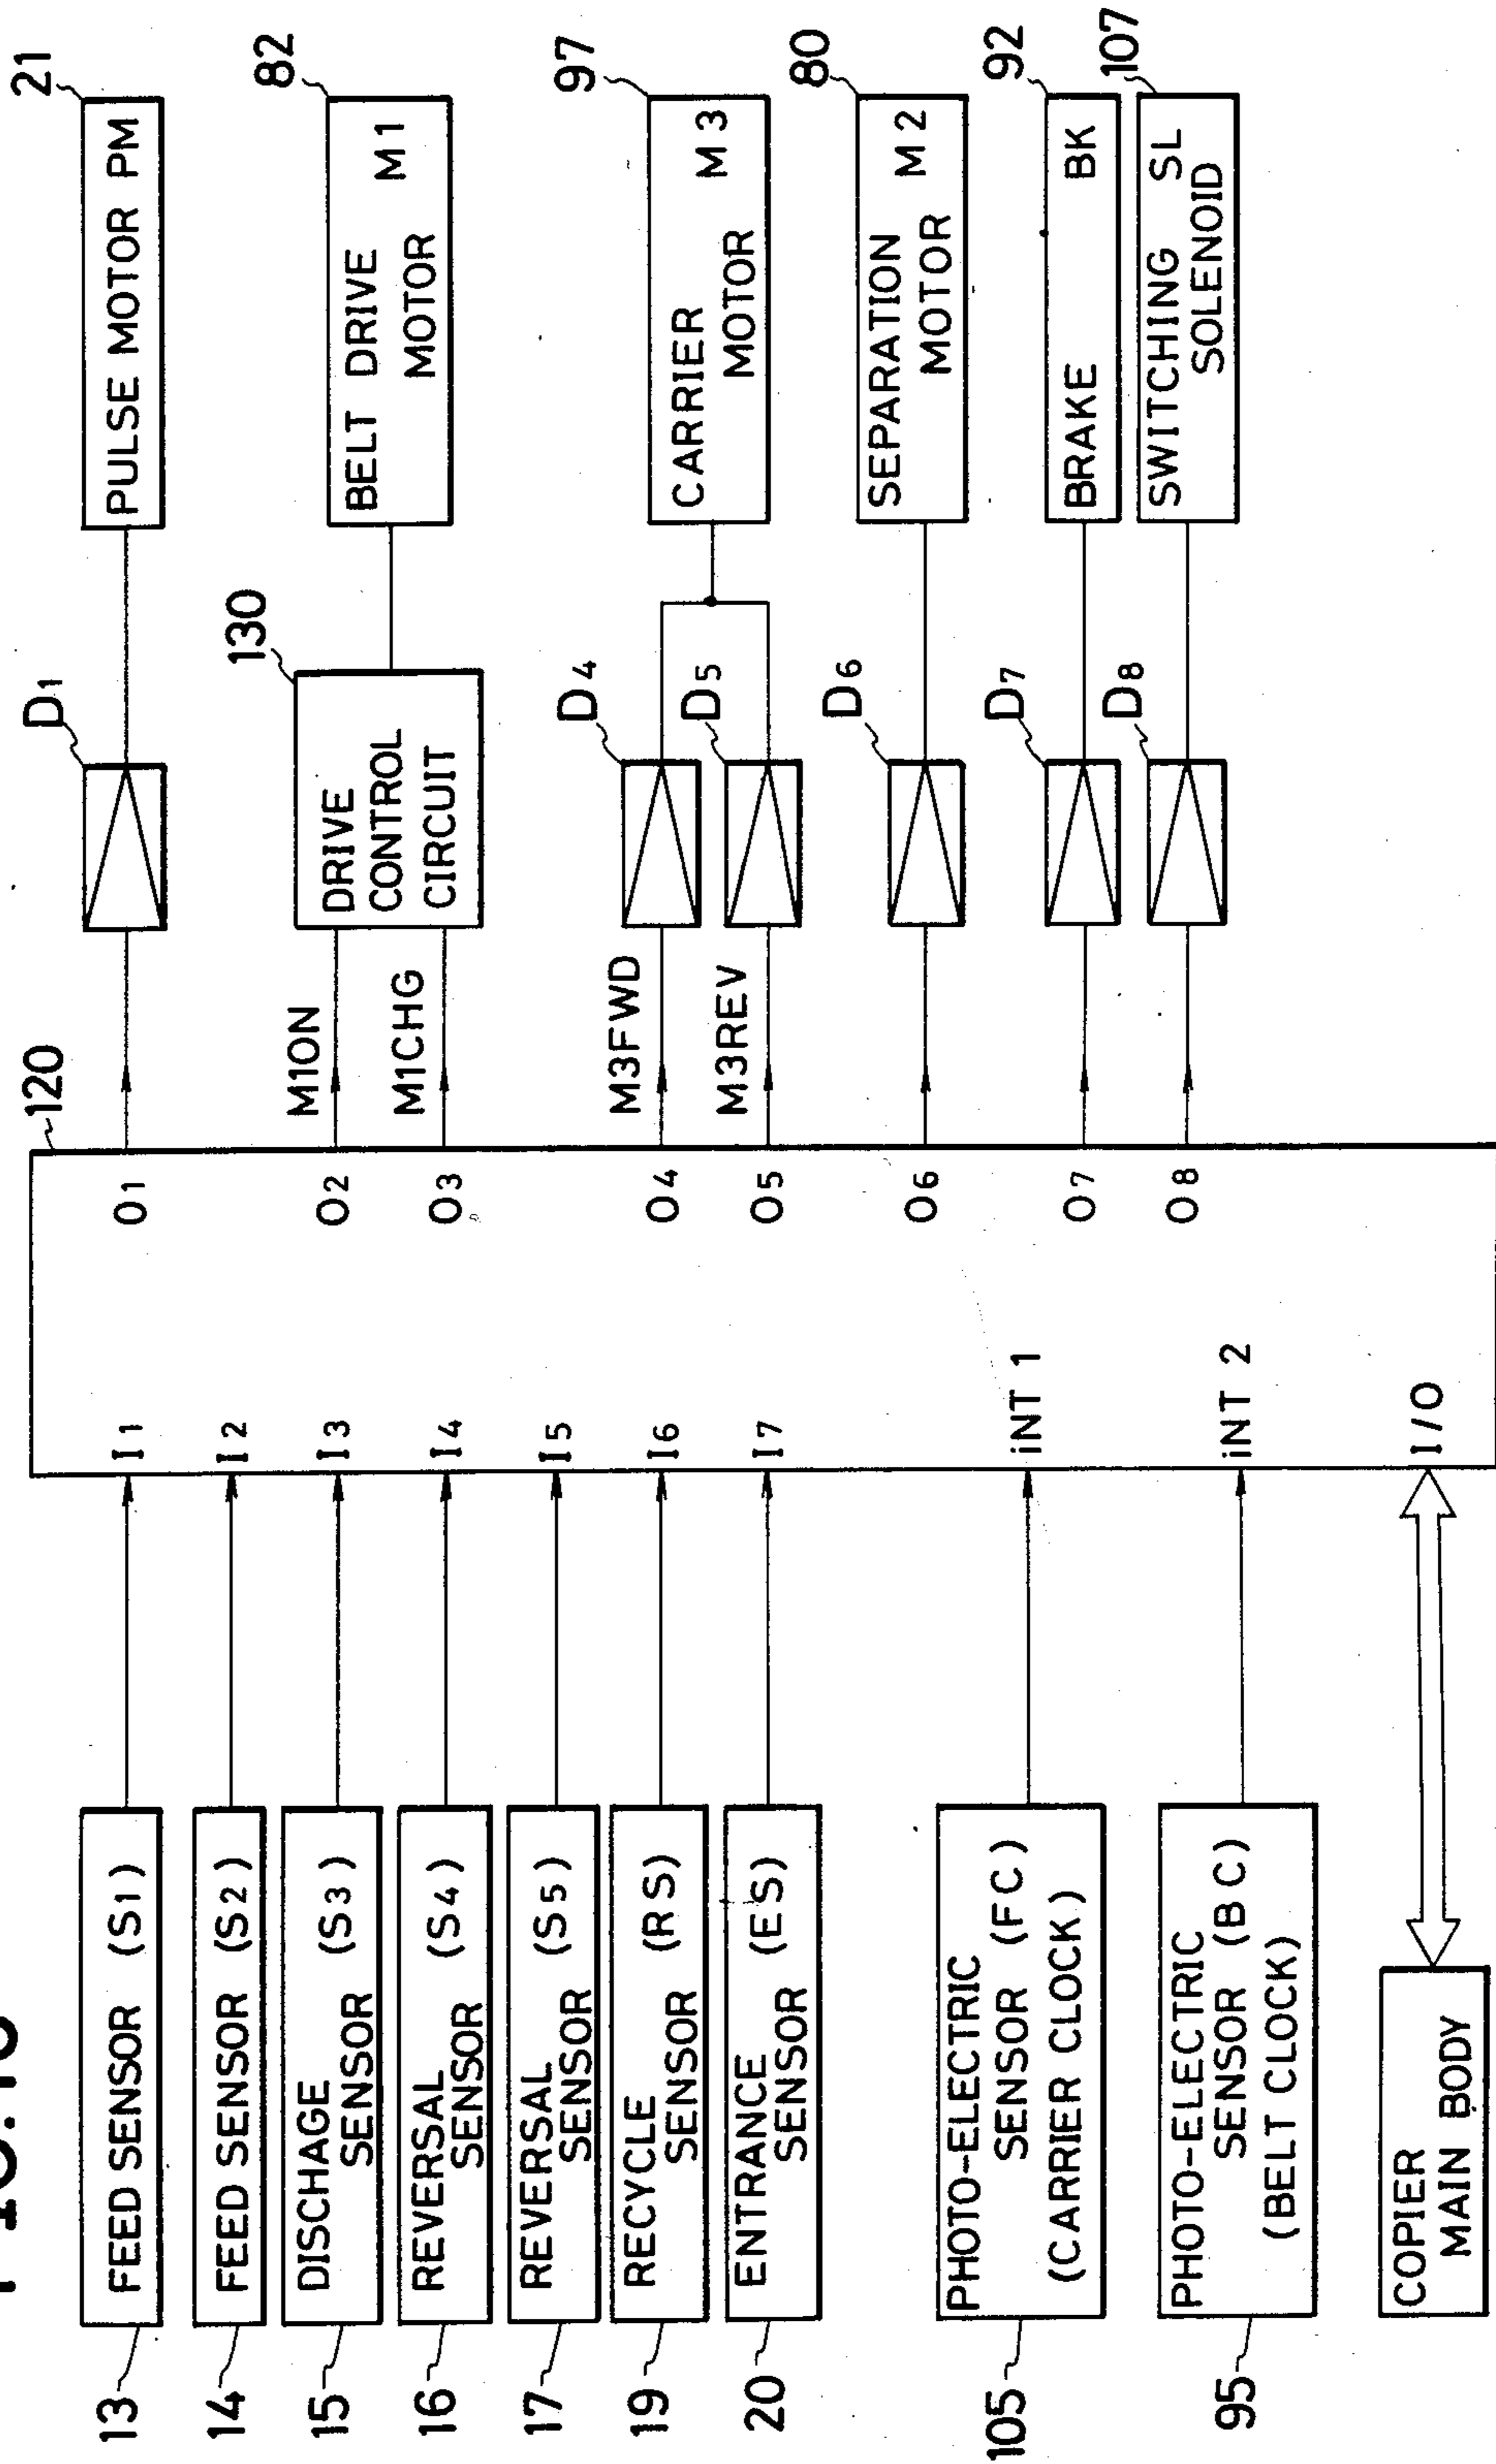 13
FEED SENSOR (S1)
14
FEED SENSOR (S2)
15
DISCHAGE
SENSOR (S3)
16
REVERSAL
SENSOR (S4)
17
REVERSAL
SENSOR (S5)
19
RECYCLE
SENSOR (RS)
20
ENTRANCE
SENSOR (ES)
105
PHOTO-ELECTRIC
SENSOR (FC)
(CARRIER CLOCK)
95
PHOTO-ELECTRIC
SENSOR (BC)
(BELT CLOCK)
COPIER
MAIN BODY
120
I1
I2
I3
I4
I5
I6
I7
iNT 1
iNT 2
I/O
O1
O2
O3
O4
O5
O6
O7
O8
M1ON
M1CHG
M3FWD
M3REV
D1
130
DRIVE
CONTROL
CIRCUIT
D4
D5
D6
D7
D8
21
PULSE MOTOR PM
82
BELT DRIVE
MOTOR M1
97
CARRIER
MOTOR M3
80
SEPARATION
MOTOR M2
92
BRAKE BK
107
SWITCHING SL
SOLENOID